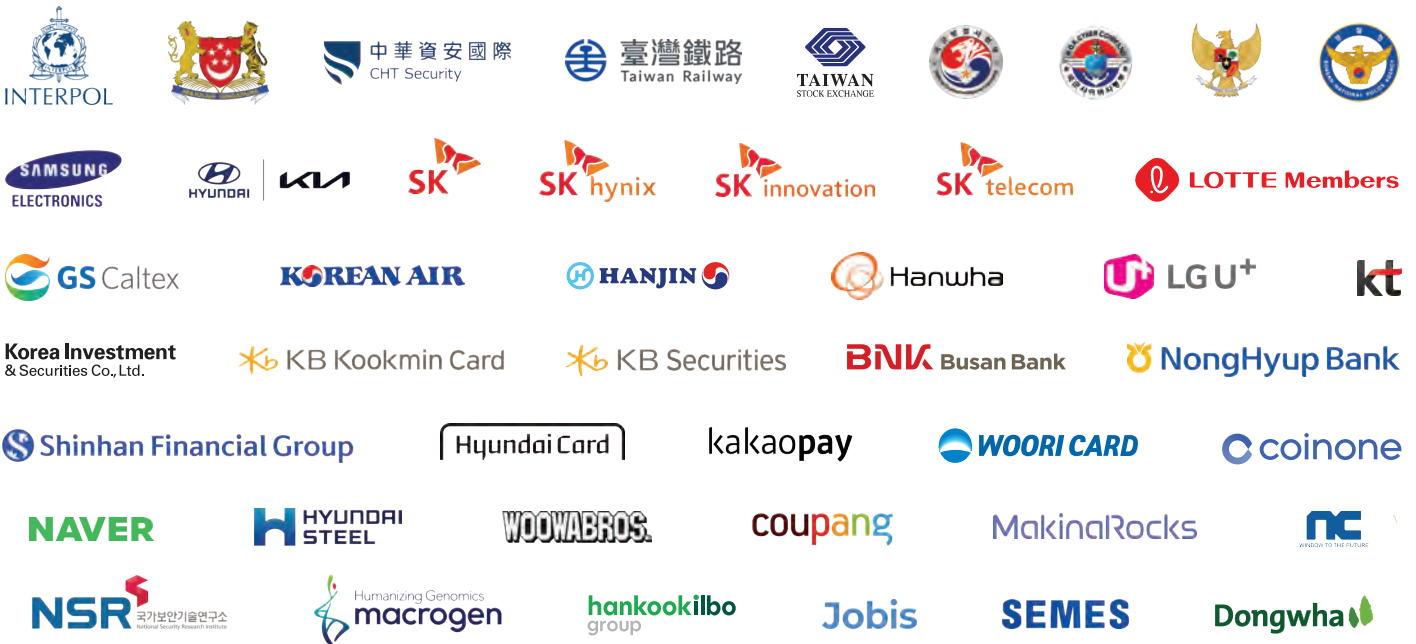 INTERPOL
中華資安國際
CHT Security
臺灣鐵路
Taiwan Railway
TAIWAN
STOCK EXCHANGE
SAMSUNG
ELECTRONICS
HYUNDAI
KIA
SK
SK hynix
SK innovation
SK telecom
LOTTE Members
GS Caltex
KOREAN AIR
HANJIN
Hanwha
U+ LG U+
kt
Korea Investment
& Securities Co., Ltd.
Kb KB Kookmin Card
Kb KB Securities
BNK Busan Bank
NongHyup Bank
Shinhan Financial Group
Hyundai Card
kakaopay
WOORI CARD
coinone
NAVER
HYUNDAI
STEEL
WOOWABROS.
coupang
MakinaRocks
nc
WINDOW TO THE FUTURE
NSR 국가보안기술연구소
National Security Research Institute
Humanizing Genomics
macrogen
hankookilbo
group
Jobis
SEMES
Dongwha